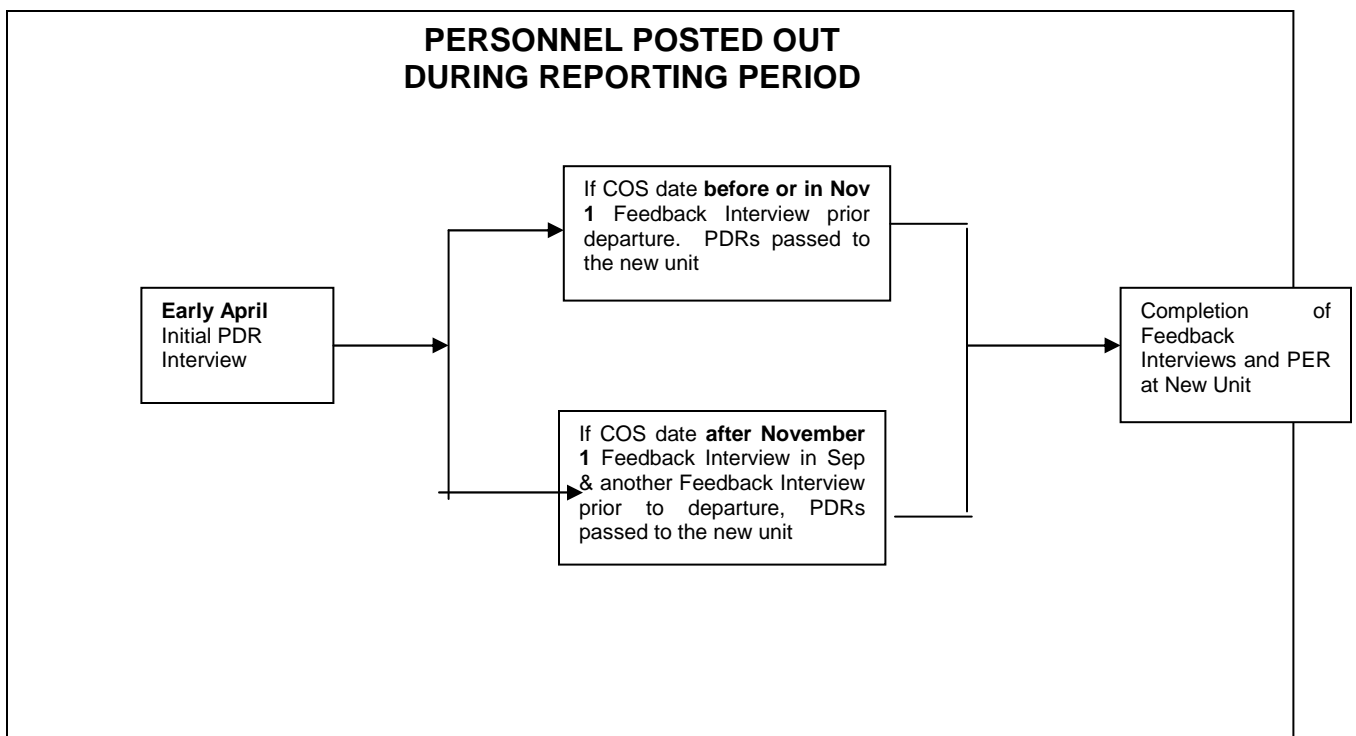 PERSONNEL POSTED OUT
DURING REPORTING PERIOD
If COS date before or in Nov
1 Feedback Interview prior
departure. PDRs passed to
the new unit
Early April
Initial PDR
Interview
Completion of
Feedback
Interviews and PER
at New Unit
If COS date after November
1 Feedback Interview in Sep
& another Feedback Interview
prior to departure, PDRs
passed to the new unit